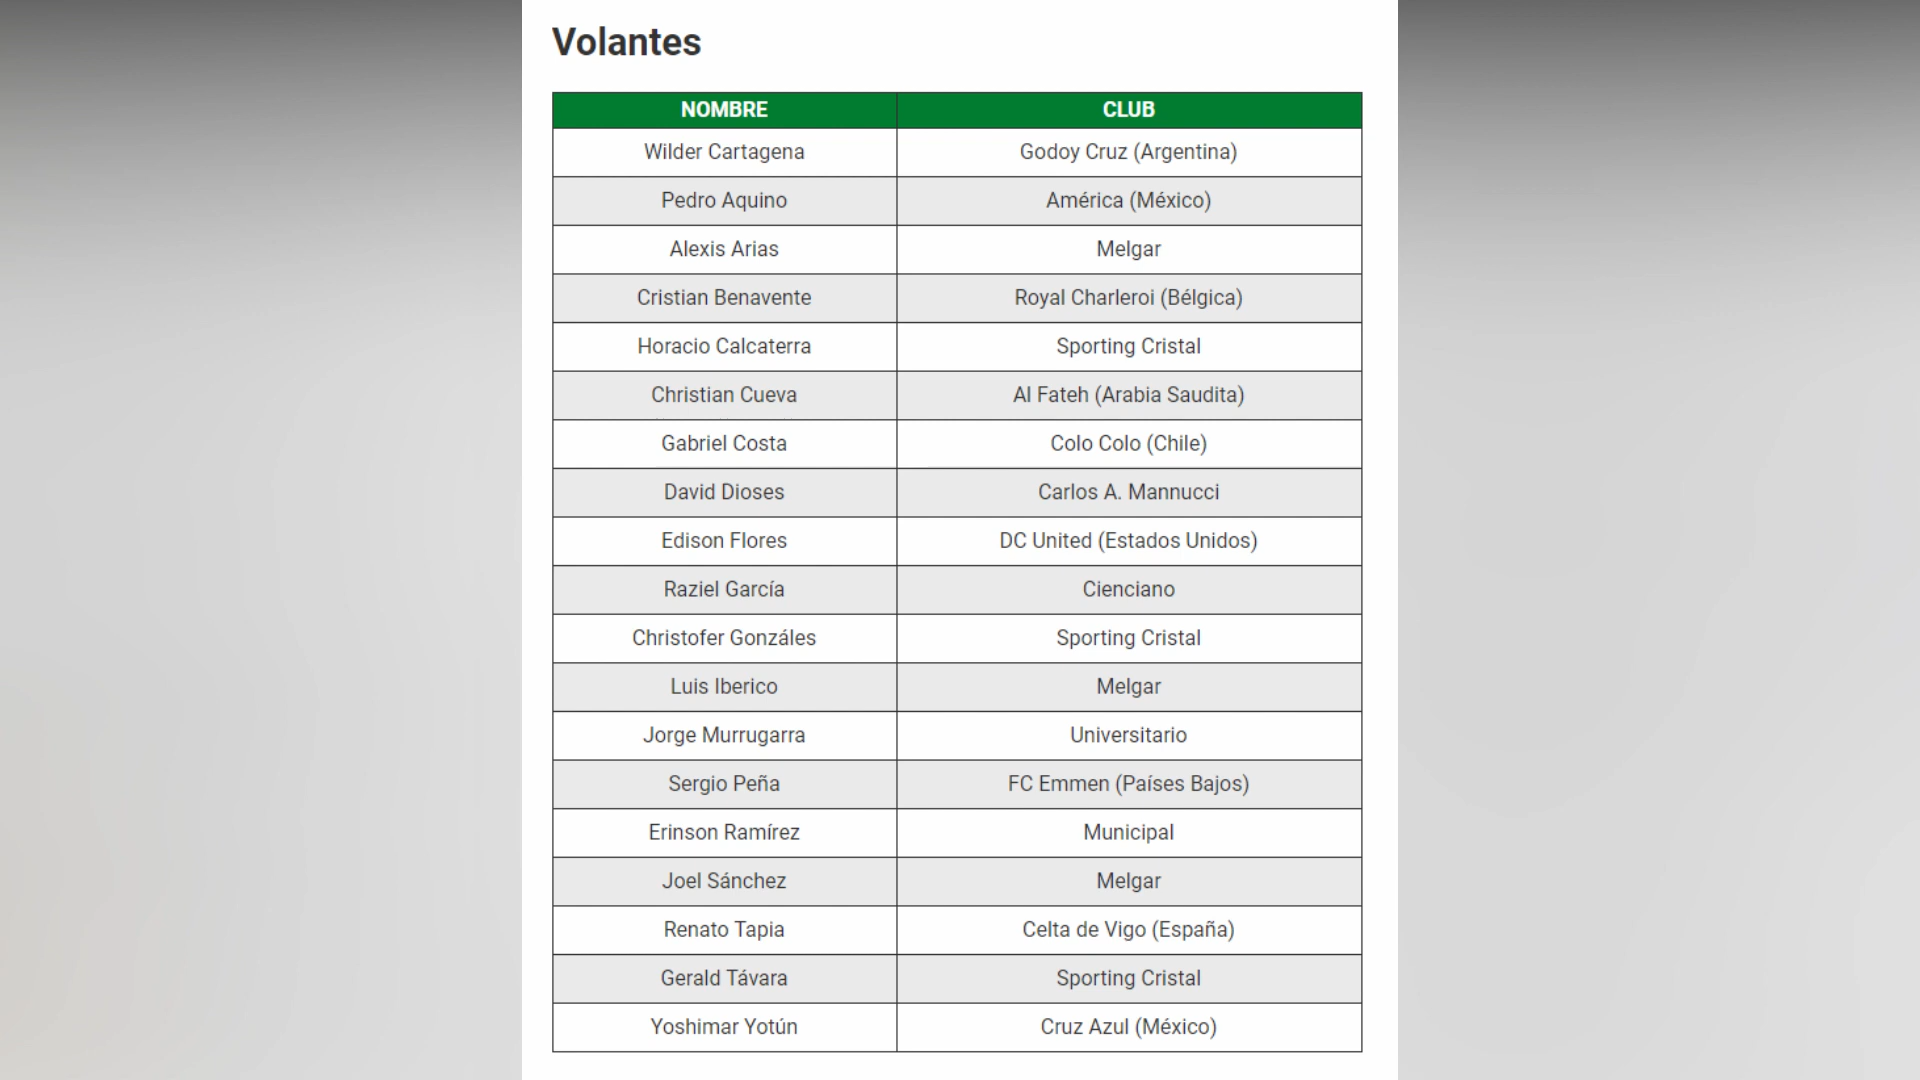 Volantes
NOMBRE CLUB
Wilder Cartagena Godoy Cruz (Argentina)
Pedro Aquino América (México)
Alexis Arias Melgar
Cristian Benavente Royal Charleroi (Bélgica)
Horacio Calcaterra Sporting Cristal
Christian Cueva Al Fateh (Arabia Saudita)
Gabriel Costa Colo Colo (Chile)
David Dioses Carlos A. Mannucci
Edison Flores DC United (Estados Unidos)
Raziel García Cienciano
Christofer Gonzáles Sporting Cristal
Luis Iberico Melgar
Jorge Murrugarra Universitario
Sergio Peña FC Emmen (Países Bajos)
Erinson Ramírez Municipal
Joel Sánchez Melgar
Renato Tapia Celta de Vigo (España)
Gerald Távara Sporting Cristal
Yoshimar Yotún Cruz Azul (México)